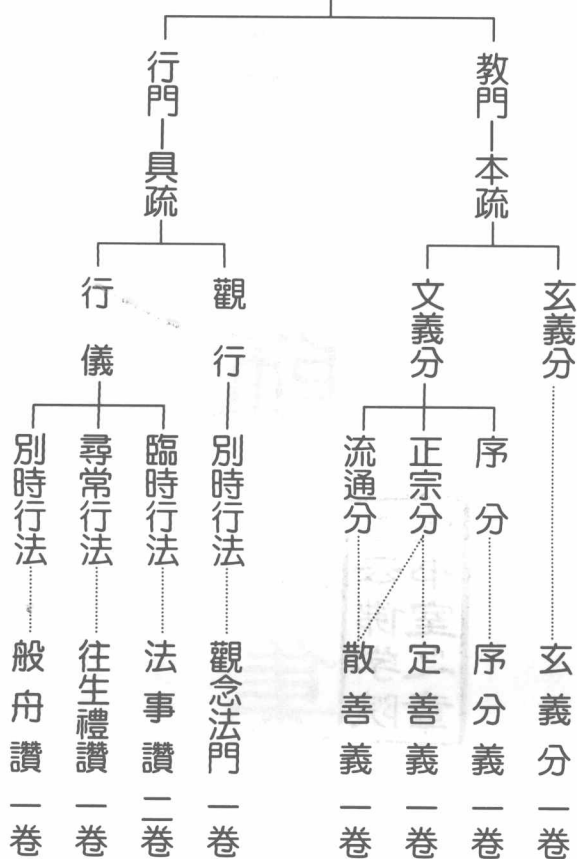 教門—本疏
玄義分
玄義分一卷
文義分
序分
序分義一卷
正宗分
定善義一卷
流通分
散善義一卷
行門—具疏
觀行
別時行法
觀念法門一卷
行儀
臨時行法
法事讚二卷
尋常行法
往生禮讚一卷
別時行法
般舟讚一卷